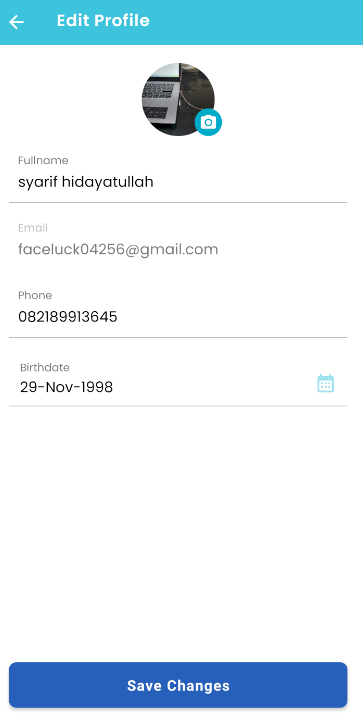 Edit Profile
Fullname
syarif hidayatullah
Email
faceluck04256@gmail.com
Phone
082189913645
Birthdate
29-Nov-1998
Save Changes